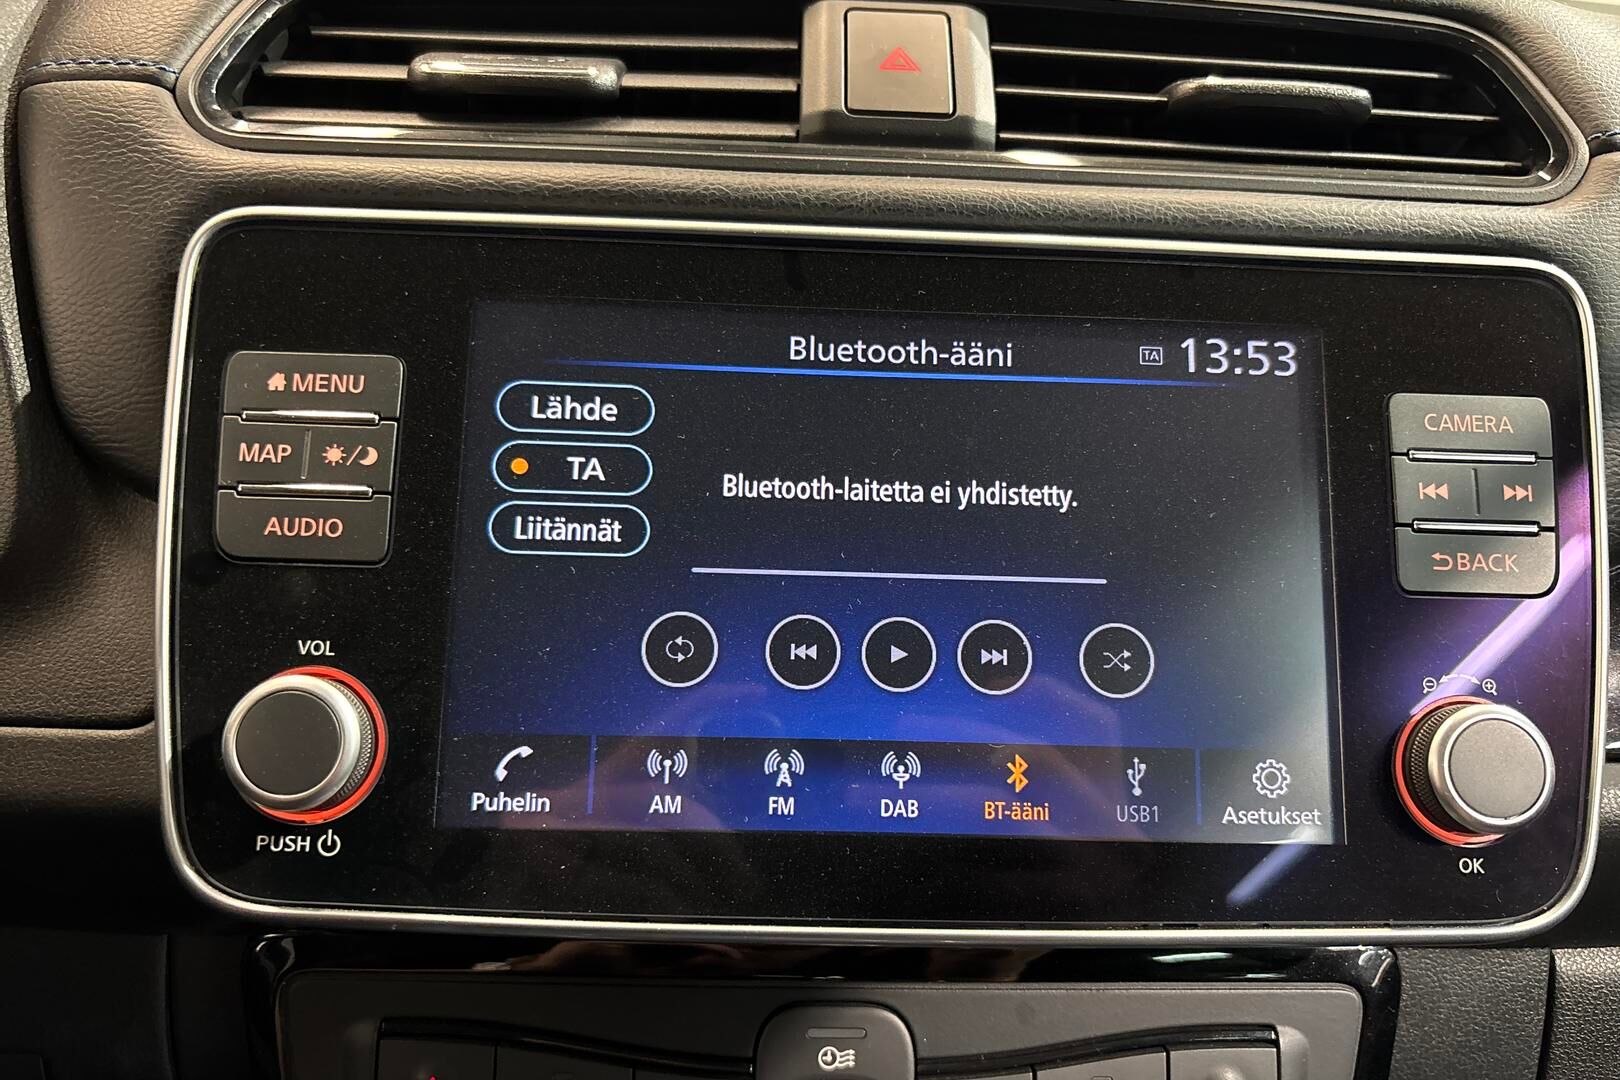 Bluetooth-ääni
TA
13:53
MENU
MAP
AUDIO
Lähde
TA
Liitännät
Bluetooth-laitetta ei yhdistetty.
CAMERA
BACK
VOL
PUSH
Puhelin
AM
FM
DAB
BT-ääni
USB1
Asetukset
OK